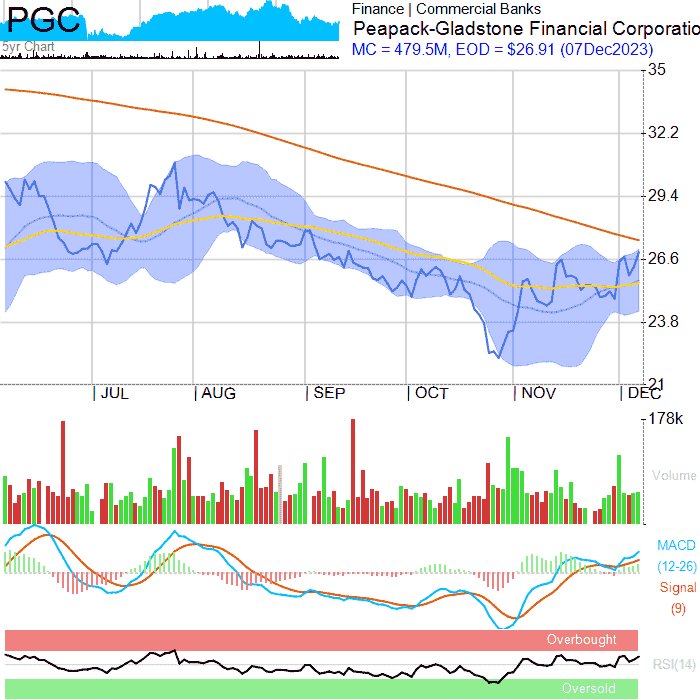 PGC
5yr Chart
Finance | Commercial Banks
Peapack-Gladstone Financial Corporatio
MC = 479.5M, EOD = $26.91 (07Dec2023)
35
32.2
29.4
26.6
23.8
21
JUL AUG SEP OCT NOV DEC
178k
Volume
MACD
(12-26)
Signal
(9)
Overbought
RSI(14)
Oversold